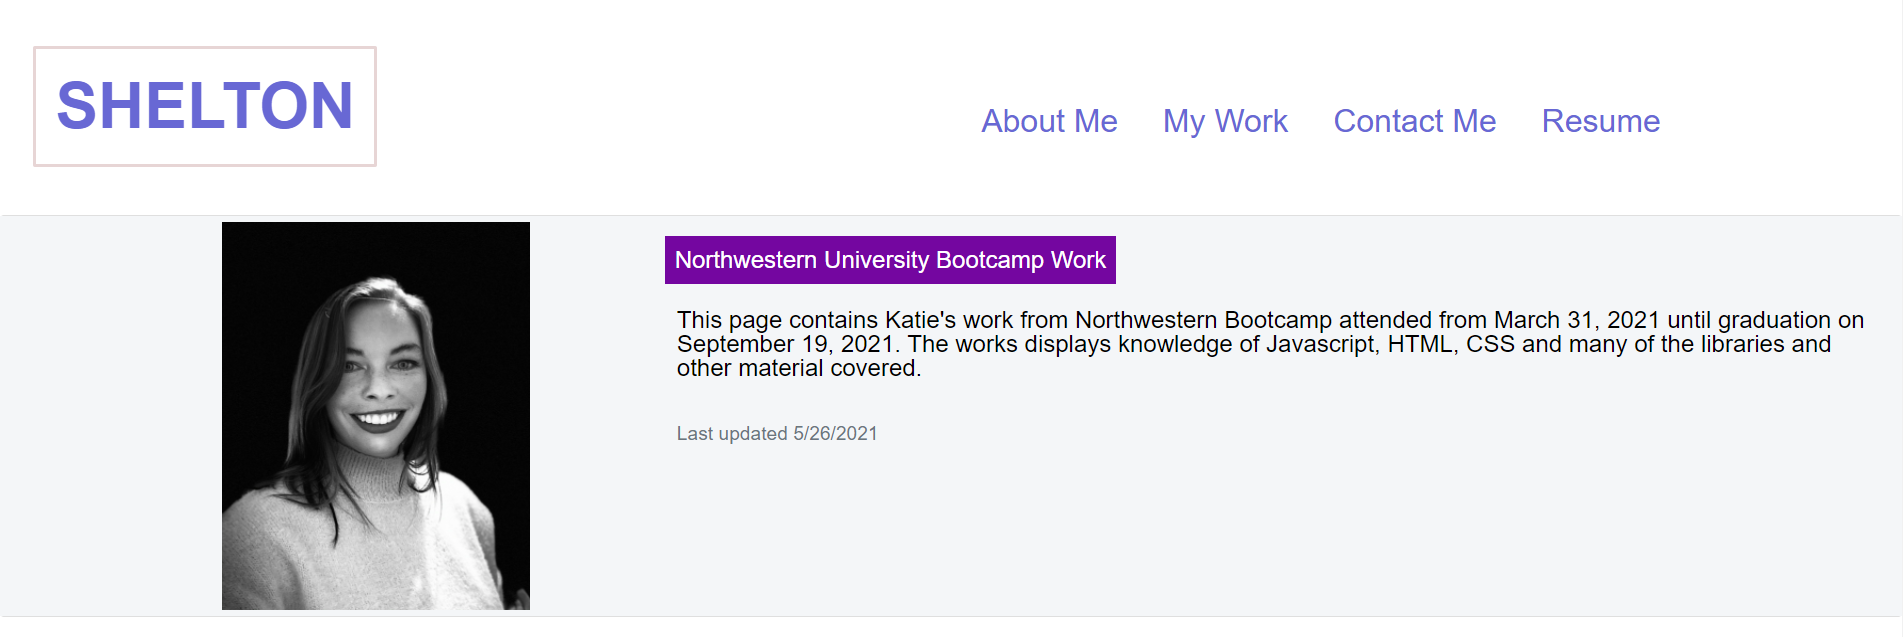 SHELTON
About Me My Work Contact Me Resume
Northwestern University Bootcamp Work
This page contains Katie's work from Northwestern Bootcamp attended from March 31, 2021 until graduation on
September 19, 2021. The works displays knowledge of Javascript, HTML, CSS and many of the libraries and
other material covered.
Last updated 5/26/2021